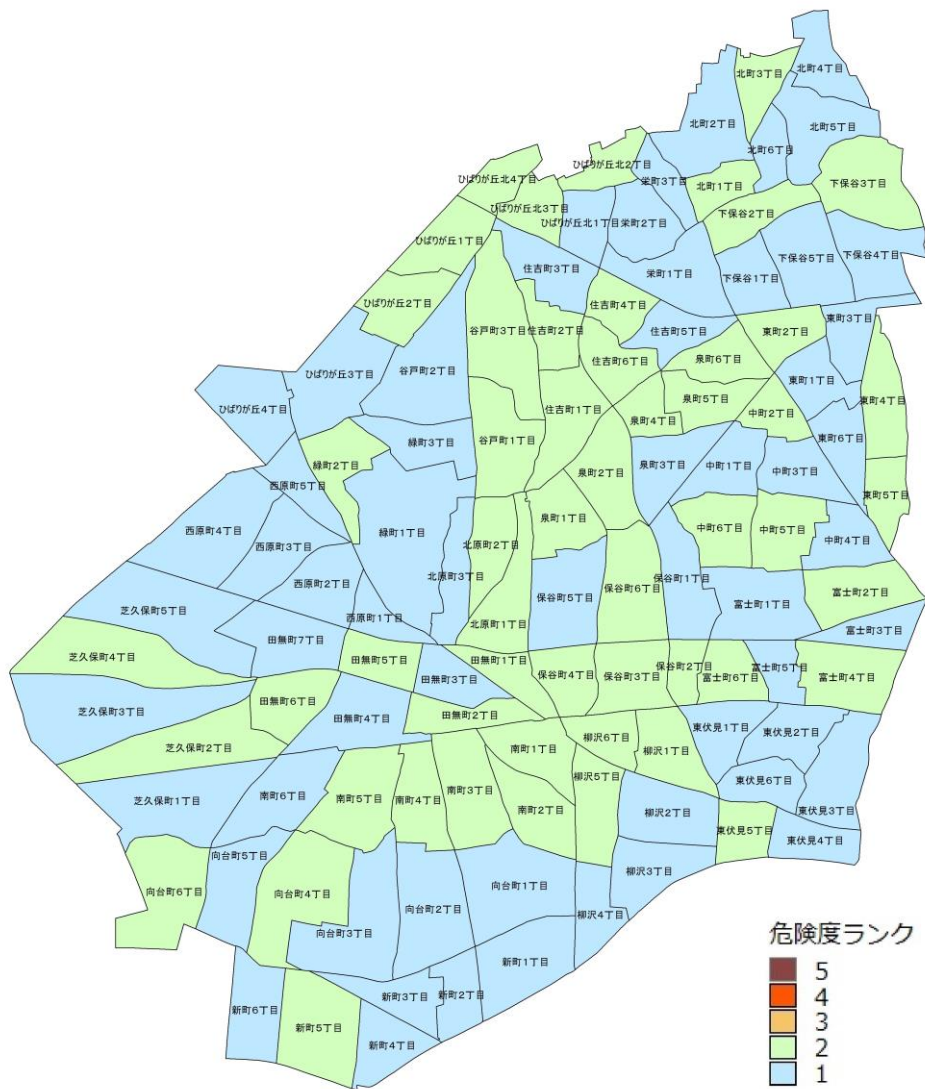 北町4丁目
北町3丁目
北町2丁目
北町5丁目
北町6丁目
ひばりが丘北2丁目
ひばりが丘北4丁目
栄町3丁目
北町1丁目
下保谷3丁目
ひばりが丘北3丁目
下保谷2丁目
ひばりが丘北1丁目
栄町2丁目
ひばりが丘1丁目
下保谷4丁目
下保谷5丁目
住吉町3丁目
栄町1丁目
下保谷1丁目
ひばりが丘2丁目
住吉町4丁目
東町3丁目
谷戸町3丁目
住吉町2丁目
住吉町5丁目
東町2丁目
住吉町6丁目
泉町6丁目
ひばりが丘3丁目
谷戸町2丁目
東町1丁目
泉町5丁目
東町4丁目
ひばりが丘4丁目
住吉町1丁目
中町2丁目
泉町4丁目
東町6丁目
緑町3丁目
谷戸町1丁目
緑町2丁目
泉町3丁目
中町1丁目
中町3丁目
泉町2丁目
西原町5丁目
東町5丁目
泉町1丁目
中町6丁目
中町5丁目
西原町4丁目
緑町1丁目
中町4丁目
西原町3丁目
北原町2丁目
北原町3丁目
保谷町1丁目
西原町2丁目
保谷町6丁目
富士町2丁目
保谷町5丁目
富士町1丁目
芝久保町5丁目
西原町1丁目
北原町1丁目
富士町3丁目
田無町7丁目
芝久保町4丁目
田無町5丁目
田無町1丁目
保谷町2丁目
富士町5丁目
保谷町4丁目
保谷町3丁目
富士町6丁目
富士町4丁目
田無町3丁目
田無町6丁目
芝久保町3丁目
田無町2丁目
田無町4丁目
東伏見1丁目
東伏見2丁目
柳沢6丁目
芝久保町2丁目
南町1丁目
柳沢1丁目
柳沢5丁目
東伏見6丁目
南町3丁目
南町6丁目
芝久保町1丁目
南町5丁目
南町4丁目
南町2丁目
柳沢2丁目
東伏見3丁目
東伏見5丁目
東伏見4丁目
向台町5丁目
柳沢3丁目
向台町6丁目
向台町4丁目
向台町1丁目
向台町2丁目
柳沢4丁目
向台町3丁目
新町1丁目
新町3丁目
新町2丁目
新町6丁目
新町5丁目
新町4丁目
危険度ランク
5
4
3
2
1